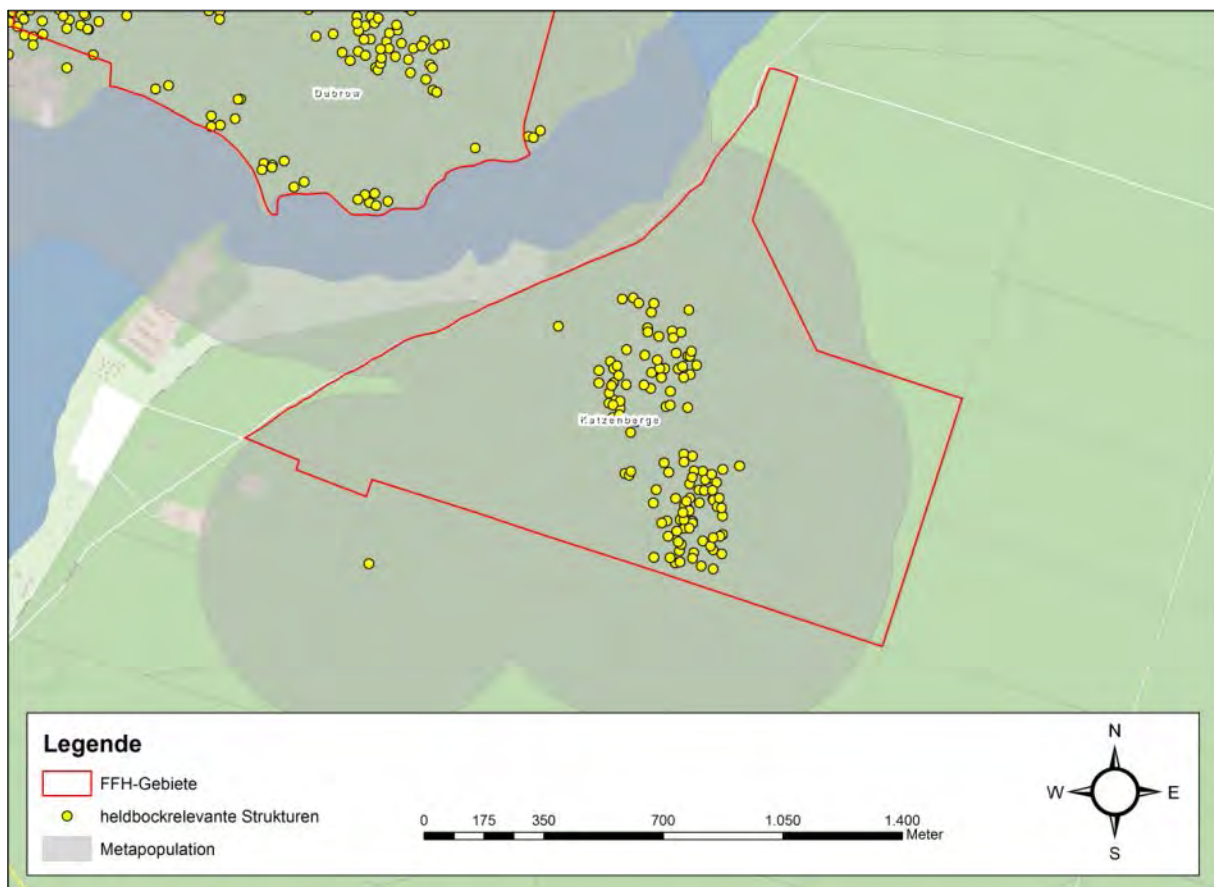 Dubrow
Katzenberge
Legende
FFH-Gebiete
heldbockrelevante Strukturen
Metapopulation
0 175 350 700 1.050 1.400
Meter
N
W E
S